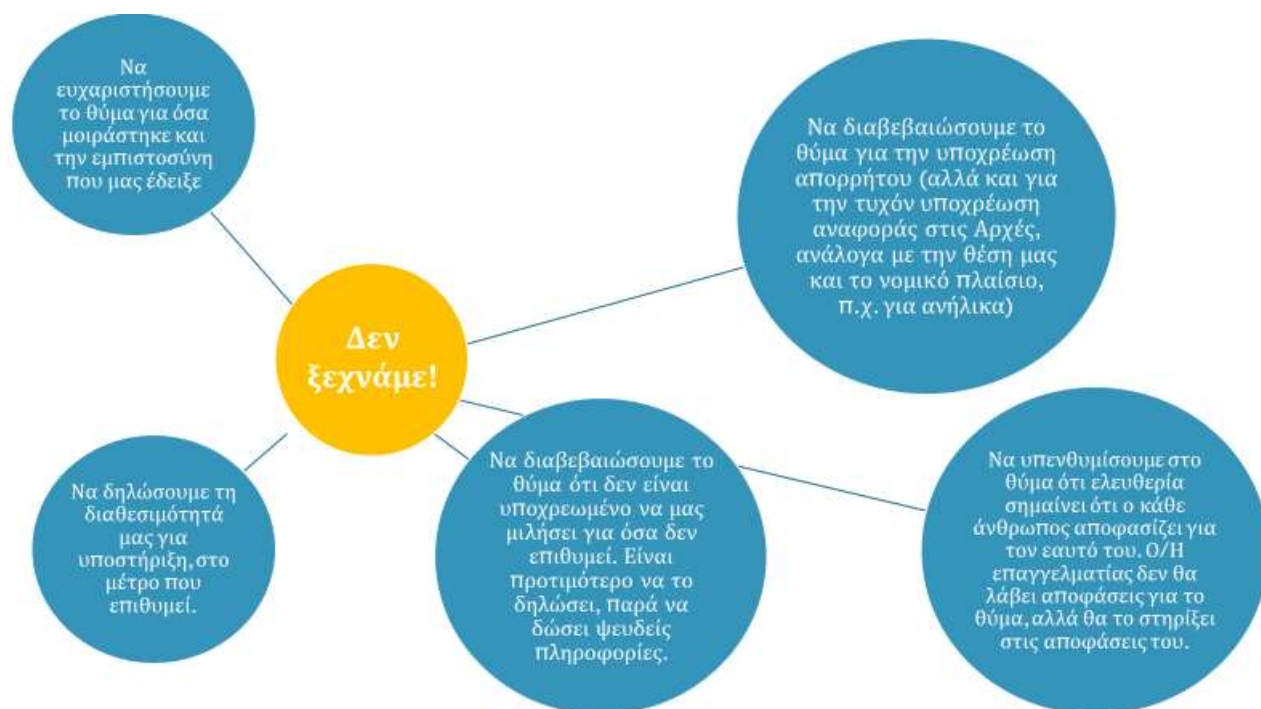 Να
ευχαριστήσουμε
το θύμα για όσα
μοιράστηκε και
την εμπιστοσύνη
που μας έδειξε
Να διαβεβαιώσουμε το
θύμα για την υποχρέωση
απορρήτου (αλλά και για
την τυχόν υποχρέωση
αναφοράς στις Αρχές,
ανάλογα με την θέση μας
και το νομικό πλαίσιο,
π.χ. για ανήλικα)
Δεν
ξεχνάμε!
Να δηλώσουμε τη
διαθεσιμότητά
μας για
υποστήριξη, στο
μέτρο που
επιθυμεί.
Να διαβεβαιώσουμε το
θύμα ότι δεν είναι
υποχρεωμένο να μας
μιλήσει για όσα δεν
επιθυμεί. Είναι
προτιμότερο να το
δηλώσει, παρά να
δώσει ψευδείς
πληροφορίες.
Να υπενθυμίσουμε στο
θύμα ότι ελευθερία
σημαίνει ότι ο κάθε
άνθρωπος αποφασίζει για
τον εαυτό του. Ο/Η
επαγγελματίας δεν θα
λάβει αποφάσεις για το
θύμα, αλλά θα το στηρίξει
στις αποφάσεις του.